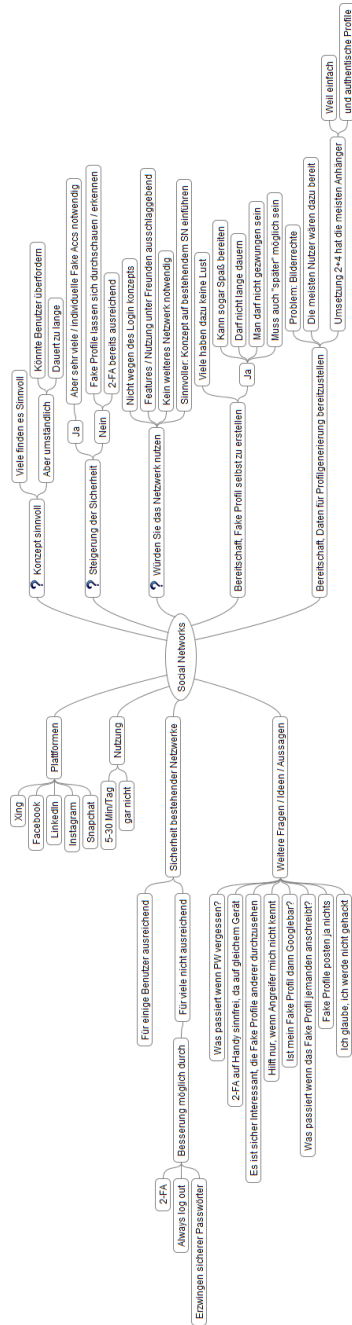 Social Networks
Plattformen
Xing
Facebook
LinkedIn
Instagram
Snapchat
Nutzung
5-30 Min/Tag
gar nicht
Sicherheit bestehender Netzwerke
Für einige Benutzer ausreichend
Für viele nicht ausreichend
Besserung möglich durch
2-FA
Always log out
Erzwingen sicherer Passwörter
Weitere Fragen / Ideen / Aussagen
Was passiert wenn PW vergessen?
2-FA auf Handy sinnfrei, da auf gleichem Gerät
Es ist sicher Interessant, die Fake Profile anderer durchzusehen
Hilft nur, wenn Angreifer mich nicht kennt
Ist mein Fake Profil dann Googlebar?
Was passiert wenn das Fake Profil jemanden anschreibt?
Fake Profile posten ja nichts
Ich glaube, ich werde nicht gehackt
? Konzept sinnvoll
Viele finden es Sinnvoll
Aber umständlich
Könnte Benutzer überfordern
Dauert zu lange
? Steigerung der Sicherheit
Ja
Aber sehr viele / individuelle Fake Accs notwendig
Nein
Fake Profile lassen sich durchschauen / erkennen
2-FA bereits ausreichend
? Würden Sie das Netzwerk nutzen
Nicht wegen des Login konzepts
Features / Nutzung unter Freunden ausschlaggebend
Kein weiteres Netzwerk notwendig
Sinnvoller: Konzept auf bestehendem SN einführen
Bereitschaft, Fake Profil selbst zu erstellen
Viele haben dazu keine Lust
Ja
Kann sogar Spaß bereiten
Darf nicht lange dauern
Man darf nicht gezwungen sein
Muss auch "später" möglich sein
Bereitschaft, Daten für Profilgenerierung bereitzustellen
Problem: Bilderrechte
Die meisten Nutzer wären dazu bereit
Umsetzung 2+4 hat die meisten Anhänger
Weil einfach
und authentische Profile